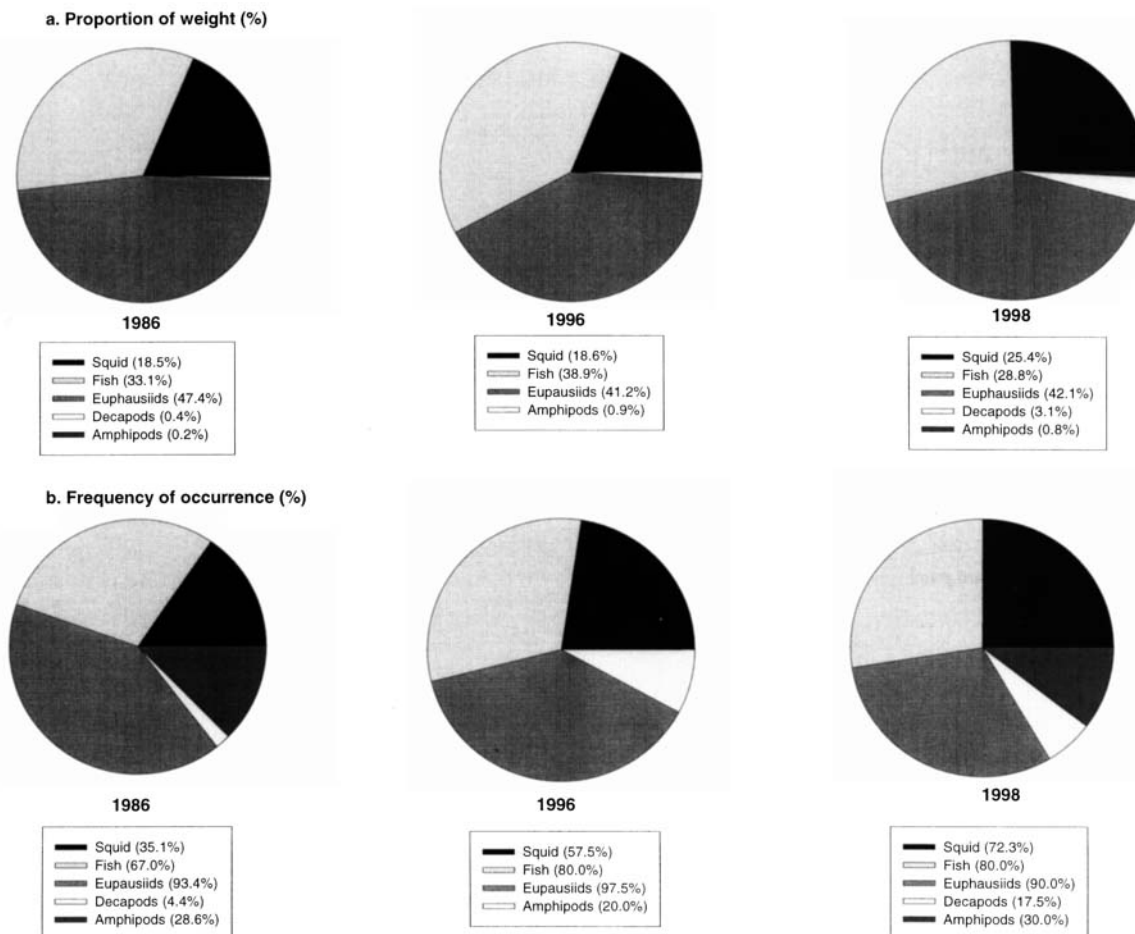 a. Proportion of weight (%)
1986
Squid (18.5%)
Fish (33.1%)
Euphausiids (47.4%)
Decapods (0.4%)
Amphipods (0.2%)
1996
Squid (18.6%)
Fish (38.9%)
Eupausiids (41.2%)
Amphipods (0.9%)
1998
Squid (25.4%)
Fish (28.8%)
Euphausiids (42.1%)
Decapods (3.1%)
Amphipods (0.8%)
b. Frequency of occurrence (%)
1986
Squid (35.1%)
Fish (67.0%)
Eupausiids (93.4%)
Decapods (4.4%)
Amphipods (28.6%)
1996
Squid (57.5%)
Fish (80.0%)
Eupausiids (97.5%)
Amphipods (20.0%)
1998
Squid (72.3%)
Fish (80.0%)
Euphausiids (90.0%)
Decapods (17.5%)
Amphipods (30.0%)